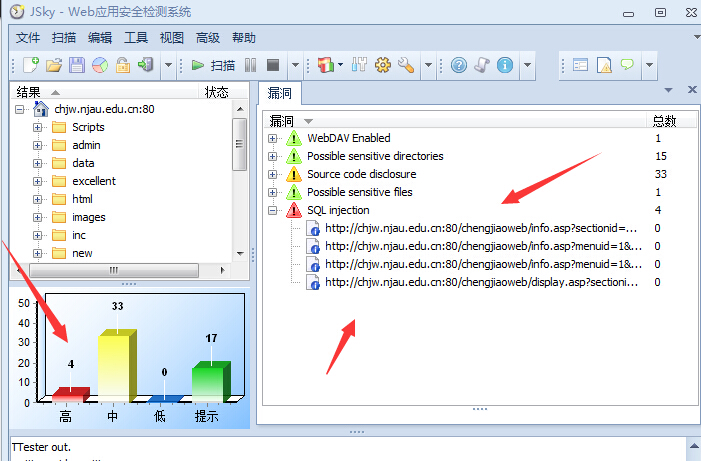 JSky - Web应用安全检测系统
文件 扫描 编辑 工具 视图 高级 帮助
扫描
结果 状态
chjw.njau.edu.cn:80
Scripts
admin
data
excellent
html
images
inc
new
漏洞
漏洞 总数
WebDAV Enabled 1
Possible sensitive directories 15
Source code disclosure 33
Possible sensitive files 1
SQL injection 4
http://chjw.njau.edu.cn:80/chengjiaoweb/info.asp?sectionid=... 0
http://chjw.njau.edu.cn:80/chengjiaoweb/info.asp?menuid=1&... 0
http://chjw.njau.edu.cn:80/chengjiaoweb/info.asp?menuid=1&... 0
http://chjw.njau.edu.cn:80/chengjiaoweb/display.asp?sectioni... 0
50
40
30
20
10
0
4 33 0 17
高 中 低 提示
TTester out.